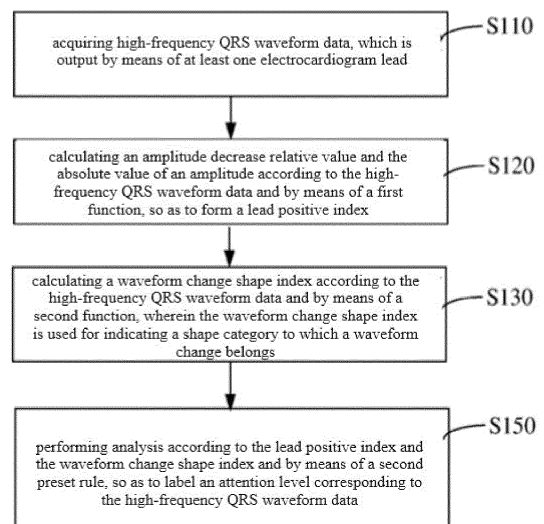 acquiring high-frequency QRS waveform data, which is
output by means of at least one electrocardiogram lead
S110
calculating an amplitude decrease relative value and the
absolute value of an amplitude according to the high-
frequency QRS waveform data and by means of a first
function, so as to form a lead positive index
S120
calculating a waveform change shape index according to the
high-frequency QRS waveform data and by means of a
second function, wherein the waveform change shape index
is used for indicating a shape category to which a waveform
change belongs
S130
performing analysis according to the lead positive index and
the waveform change shape index and by means of a second
preset rule, so as to label an attention level corresponding to
the high-frequency QRS waveform data
S150